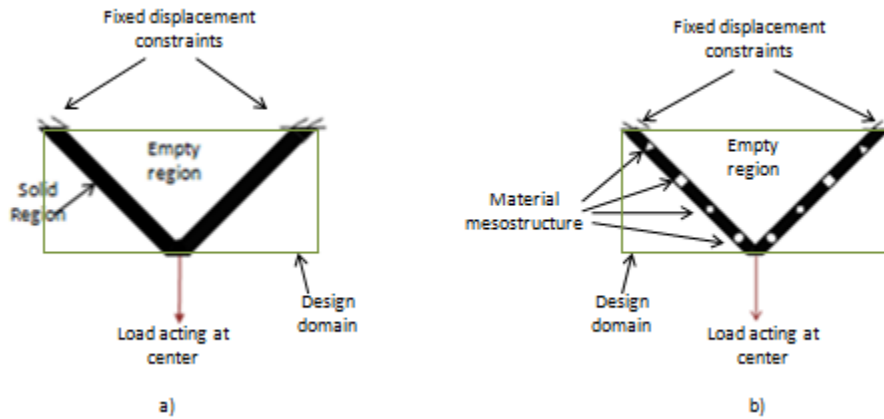 Fixed displacement
constraints
Empty
region
Solid
Region
Design
domain
Load acting at
center
a)
Fixed displacement
constraints
Empty
region
Material
mesostructure
Design
domain
Load acting at
center
b)